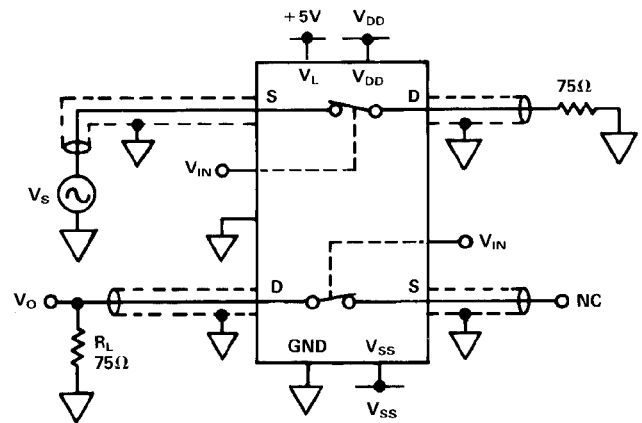 +5V V_DD
V_L V_DD
S D 75Ω
V_IN
V_S
V_IN
V_O D S NC
R_L
75Ω
GND V_SS
V_SS